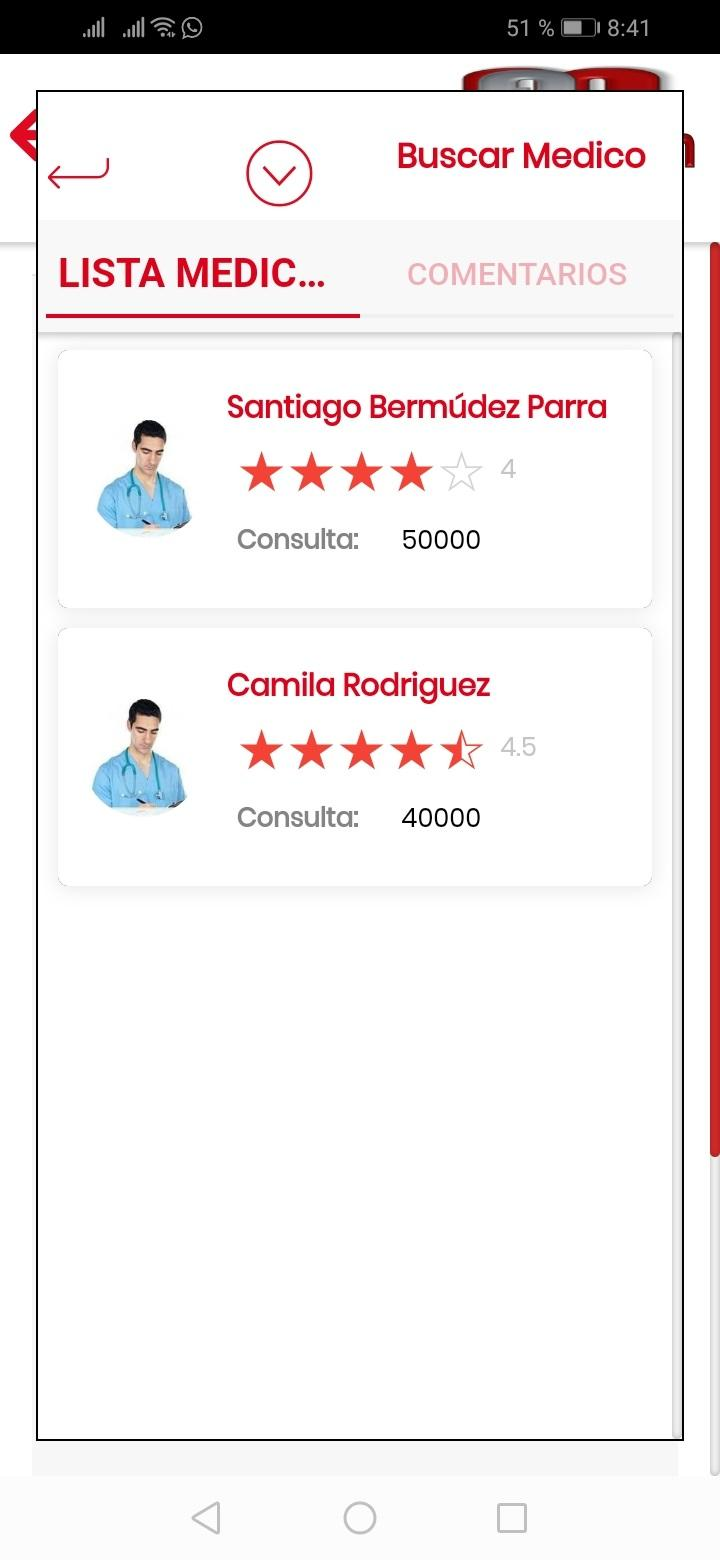 51 % 8:41
Buscar Medico
LISTA MEDIC...
COMENTARIOS
Santiago Bermúdez Parra
4
Consulta: 50000
Camila Rodriguez
4.5
Consulta: 40000